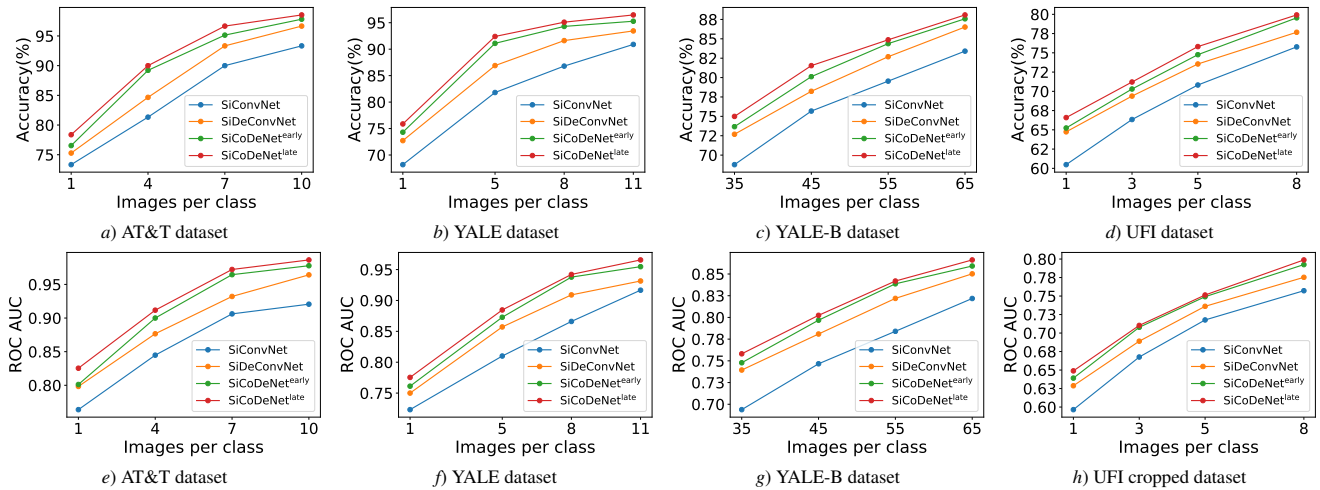 Accuracy(%)
95
90
85
80
75
1 4 7 10
Images per class
SiConvNet
SiDeConvNet
SiCoDeNet^early
SiCoDeNet^late
a) AT&T dataset
Accuracy(%)
95
90
85
80
75
70
1 5 8 11
Images per class
SiConvNet
SiDeConvNet
SiCoDeNet^early
SiCoDeNet^late
b) YALE dataset
Accuracy(%)
88
85
82
80
78
75
72
70
35 45 55 65
Images per class
SiConvNet
SiDeConvNet
SiCoDeNet^early
SiCoDeNet^late
c) YALE-B dataset
Accuracy(%)
80
78
75
72
70
68
65
62
60
1 3 5 8
Images per class
SiConvNet
SiDeConvNet
SiCoDeNet^early
SiCoDeNet^late
d) UFI dataset
ROC AUC
0.95
0.90
0.85
0.80
1 4 7 10
Images per class
SiConvNet
SiDeConvNet
SiCoDeNet^early
SiCoDeNet^late
e) AT&T dataset
ROC AUC
0.95
0.90
0.85
0.80
0.75
1 5 8 11
Images per class
SiConvNet
SiDeConvNet
SiCoDeNet^early
SiCoDeNet^late
f) YALE dataset
ROC AUC
0.85
0.83
0.80
0.78
0.75
0.73
0.70
35 45 55 65
Images per class
SiConvNet
SiDeConvNet
SiCoDeNet^early
SiCoDeNet^late
g) YALE-B dataset
ROC AUC
0.80
0.78
0.75
0.73
0.70
0.68
0.65
0.63
0.60
1 3 5 8
Images per class
SiConvNet
SiDeConvNet
SiCoDeNet^early
SiCoDeNet^late
h) UFI cropped dataset